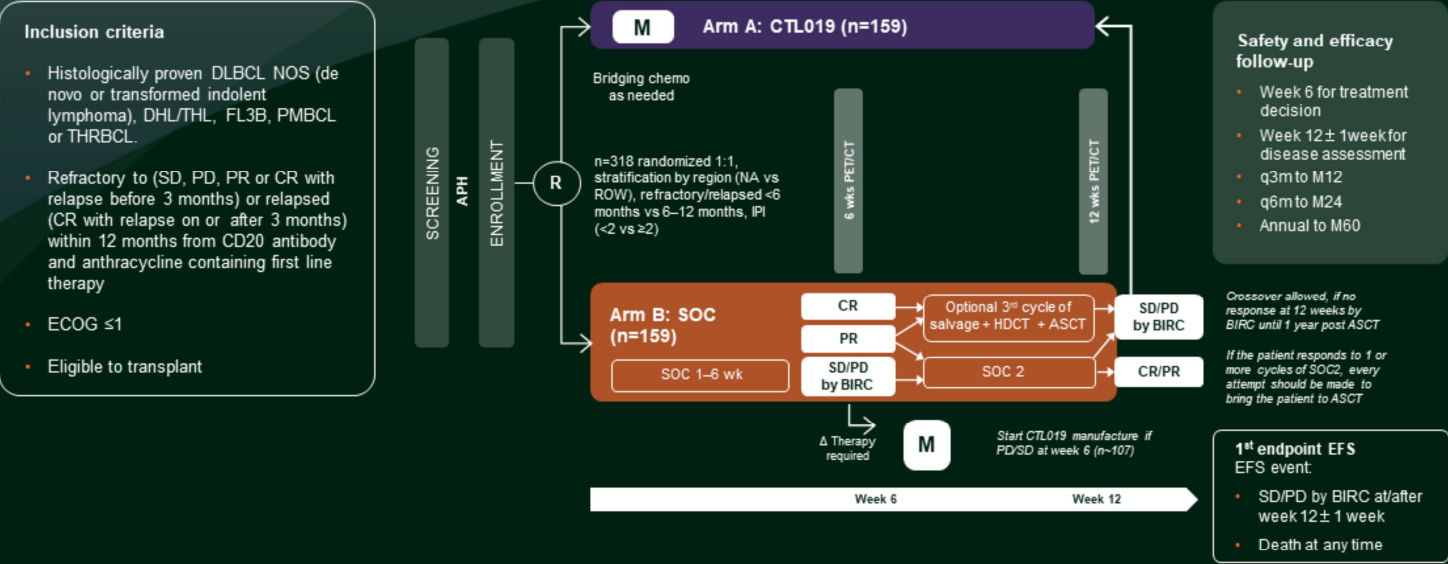 Inclusion criteria
• Histologically proven DLBCL NOS (de
novo or transformed indolent
lymphoma), DHL/THL, FL3B, PMBCL
or THRBCL.
• Refractory to (SD, PD, PR or CR with
relapse before 3 months) or relapsed
(CR with relapse on or after 3 months)
within 12 months from CD20 antibody
and anthracycline containing first line
therapy
• ECOG ≤1
• Eligible to transplant
SCREENING
APH
ENROLLMENT
R
M
Arm A: CTL019 (n=159)
Bridging chemo
as needed
n=318 randomized 1:1,
stratification by region (NA vs
ROW), refractory/relapsed <6
months vs 6–12 months, IPI
(<2 vs ≥2)
6 wks PET/CT
12 wks PET/CT
Arm B: SOC
(n=159)
SOC 1–6 wk
CR
PR
SD/PD
by BIRC
Optional 3rd cycle of
salvage + HDCT + ASCT
SOC 2
SD/PD
by BIRC
CR/PR
Δ Therapy
required
M
Start CTL019 manufacture if
PD/SD at week 6 (n~107)
Week 6
Week 12
Safety and efficacy
follow-up
• Week 6 for treatment
decision
• Week 12± 1week for
disease assessment
• q3m to M12
• q6m to M24
• Annual to M60
Crossover allowed, if no
response at 12 weeks by
BIRC until 1 year post ASCT
If the patient responds to 1 or
more cycles of SOC2, every
attempt should be made to
bring the patient to ASCT
1st endpoint EFS
EFS event:
• SD/PD by BIRC at/after
week 12± 1 week
• Death at any time